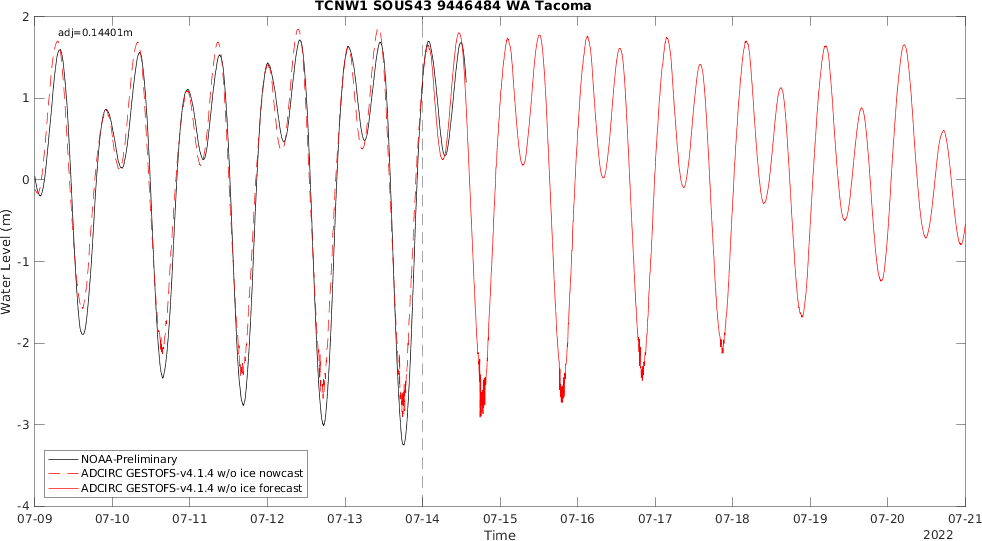 TCNW1 SOUS43 9446484 WA Tacoma
adj=0.14401m
2
1
0
-1
-2
-3
-4
Water Level (m)
NOAA-Preliminary
ADCIRC GESTOFS-v4.1.4 w/o ice nowcast
ADCIRC GESTOFS-v4.1.4 w/o ice forecast
07-09 07-10 07-11 07-12 07-13 07-14 07-15 07-16 07-17 07-18 07-19 07-20 07-21
Time
2022